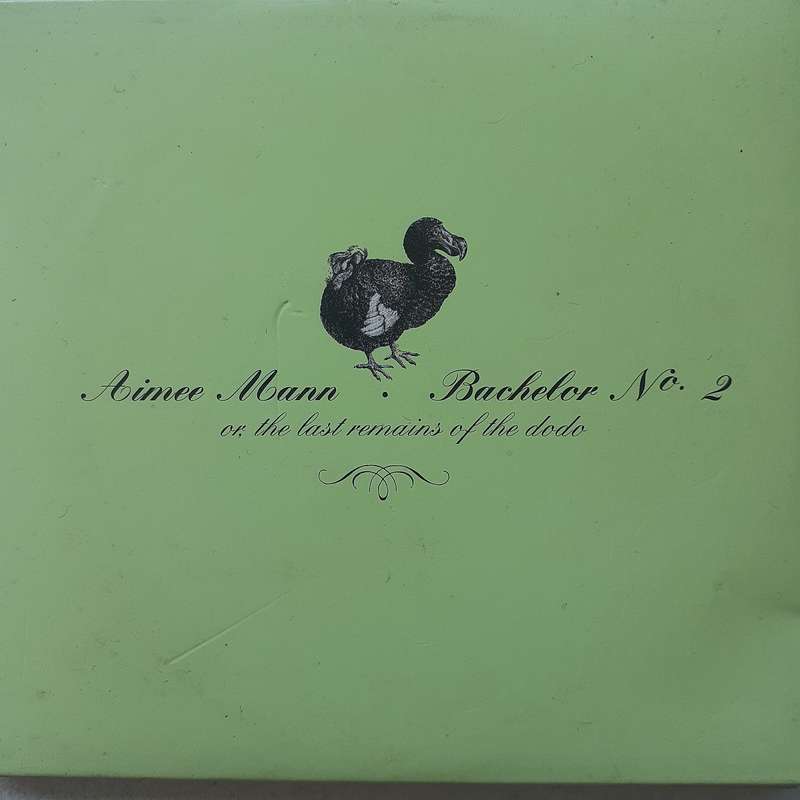 Aimee Mann · Bachelor No. 2
or, the last remains of the dodo